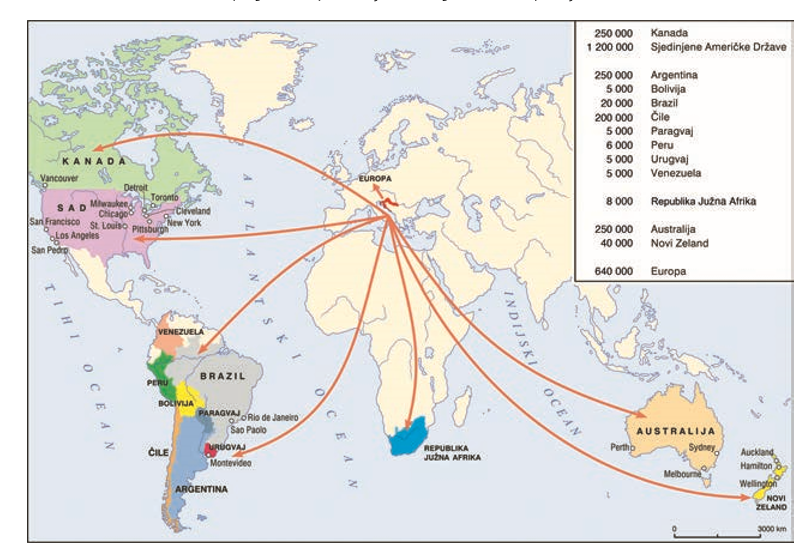 250 000 Kanada
1 200 000 Sjedinjene Američke Države
250 000 Argentina
5 000 Bolivija
20 000 Brazil
200 000 Čile
5 000 Paragvaj
6 000 Peru
5 000 Urugvaj
5 000 Venezuela
8 000 Republika Južna Afrika
250 000 Australija
40 000 Novi Zeland
640 000 Europa
KANADA
Vancouver
Detroit
Toronto
SAD
Milwaukee
Chicago
Cleveland
San Francisco
St. Louis
Pittsburgh
New York
Los Angeles
San Pedro
EUROPA
ATLANTSKI OCEAN
TIHI OCEAN
INDIJSKI OCEAN
VENEZUELA
PERU
BRAZIL
BOLIVIJA
PARAGVAJ
Rio de Janeiro
Sao Paolo
ČILE
URUGVAJ
Montevideo
ARGENTINA
REPUBLIKA
JUŽNA AFRIKA
AUSTRALIJA
Perth
Sydney
Melbourne
Auckland
Hamilton
Wellington
NOVI
ZELAND
0 3000 km